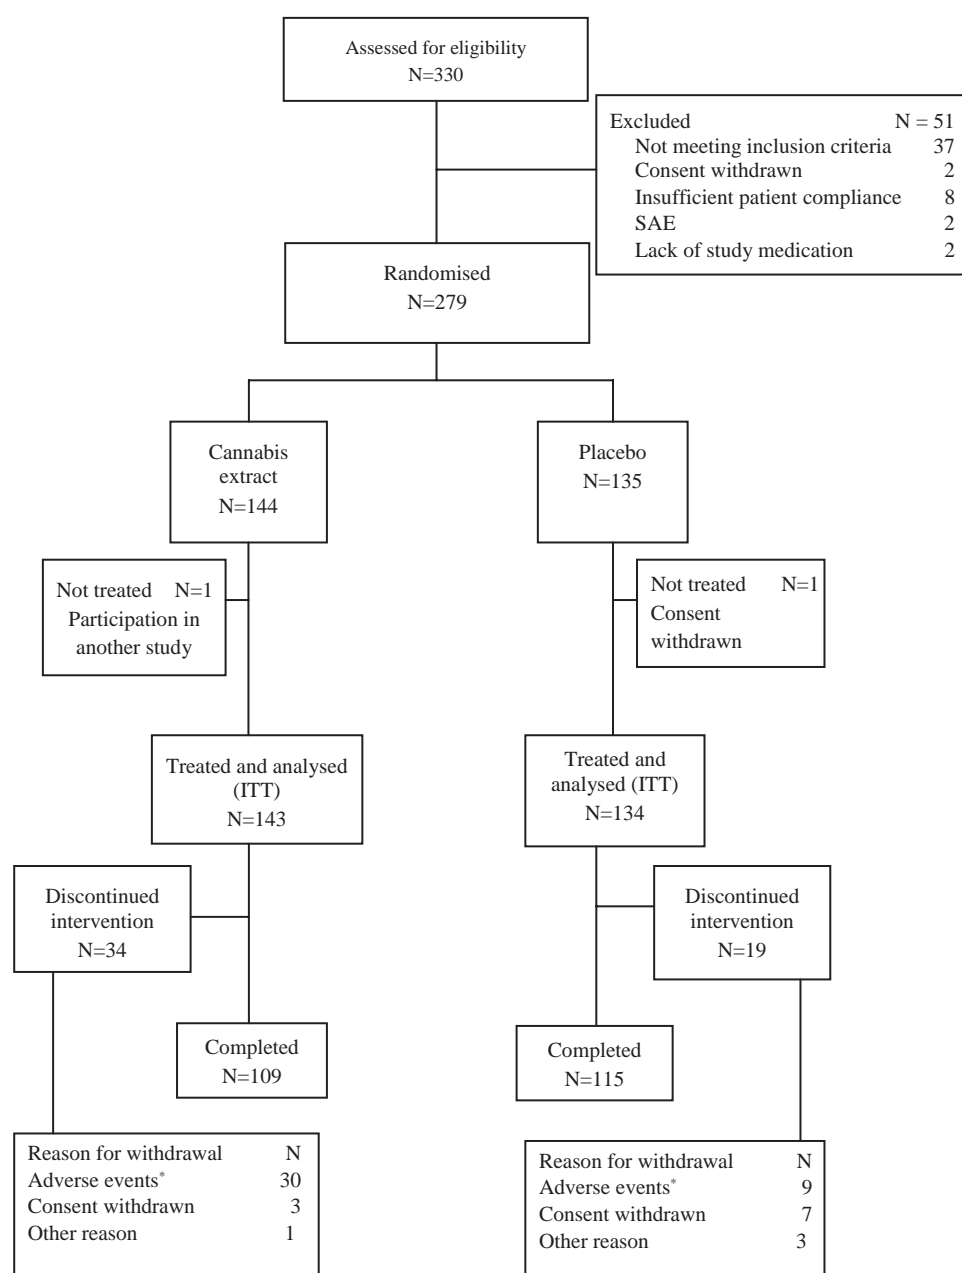 Assessed for eligibility
N=330
Excluded N = 51
Not meeting inclusion criteria 37
Consent withdrawn 2
Insufficient patient compliance 8
SAE 2
Lack of study medication 2
Randomised
N=279
Cannabis
extract
N=144
Placebo
N=135
Not treated N=1
Participation in
another study
Not treated N=1
Consent
withdrawn
Treated and analysed
(ITT)
N=143
Treated and
analysed (ITT)
N=134
Discontinued
intervention
N=34
Discontinued
intervention
N=19
Completed
N=109
Completed
N=115
Reason for withdrawal N
Adverse events* 30
Consent withdrawn 3
Other reason 1
Reason for withdrawal N
Adverse events* 9
Consent withdrawn 7
Other reason 3